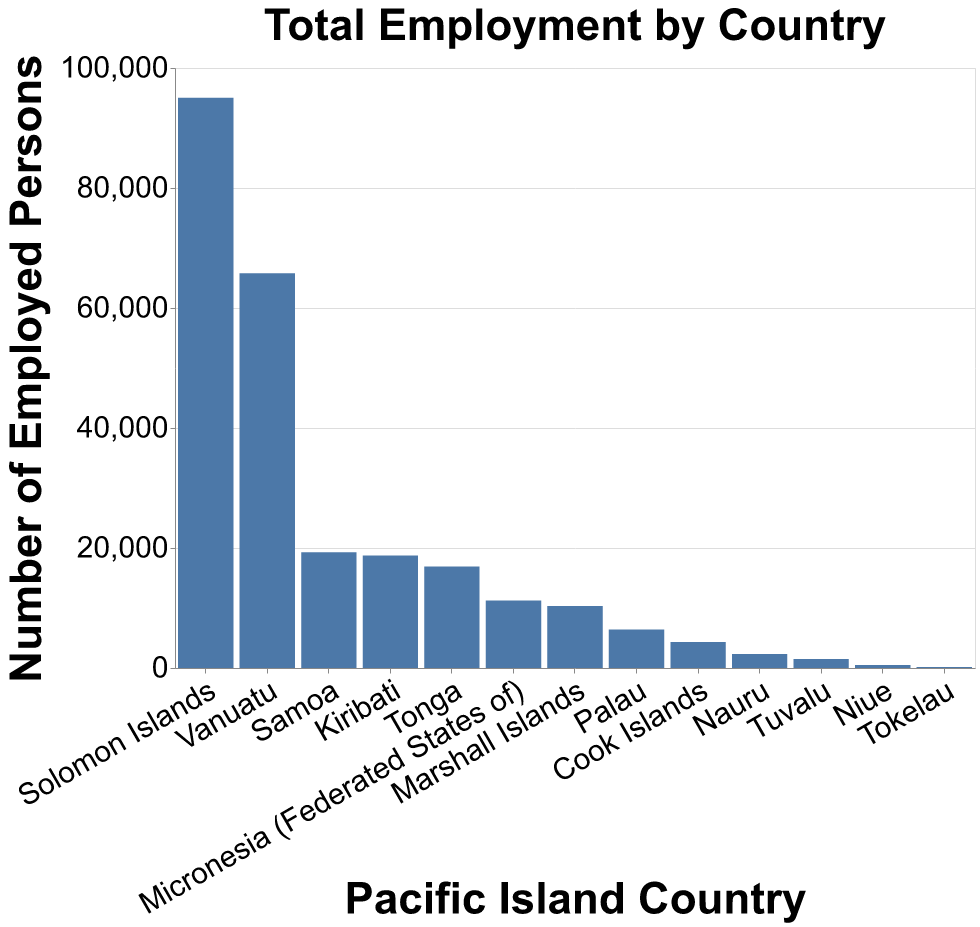 Total Employment by Country
Number of Employed Persons
100,000
80,000
60,000
40,000
20,000
0
Solomon Islands
Vanuatu
Samoa
Kiribati
Tonga
Micronesia (Federated States of)
Marshall Islands
Palau
Cook Islands
Nauru
Tuvalu
Niue
Tokelau
Pacific Island Country